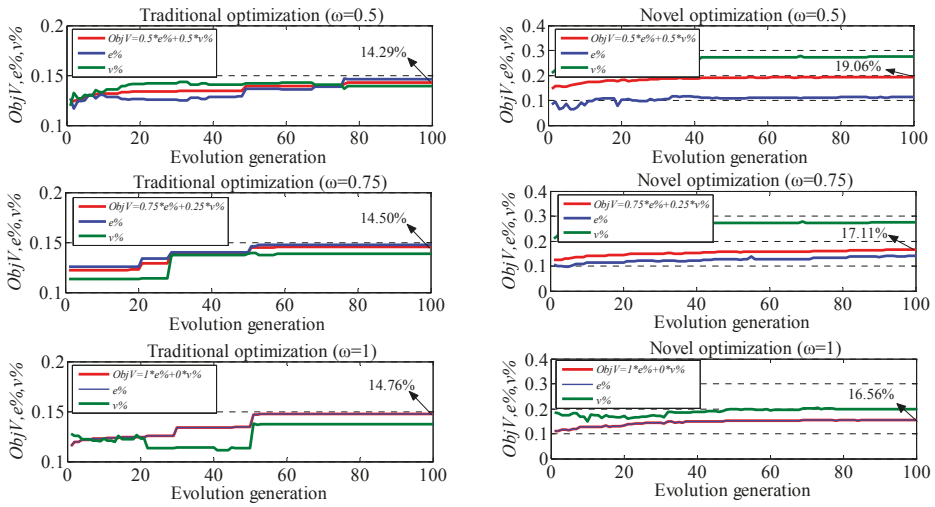 Traditional optimization (ω=0.5)
0.2
0.15
0.1
ObjV,e%,v%
ObjV=0.5*e%+0.5*v%
e%
v%
14.29%
0 20 40 60 80 100
Evolution generation
Novel optimization (ω=0.5)
0.4
0.3
0.2
0.1
0
ObjV,e%,v%
ObjV=0.5*e%+0.5*v%
e%
v%
19.06%
0 20 40 60 80 100
Evolution generation
Traditional optimization (ω=0.75)
0.2
0.15
0.1
ObjV,e%,v%
ObjV=0.75*e%+0.25*v%
e%
v%
14.50%
0 20 40 60 80 100
Evolution generation
Novel optimization (ω=0.75)
0.4
0.3
0.2
0.1
0
ObjV,e%,v%
ObjV=0.75*e%+0.25*v%
e%
v%
17.11%
0 20 40 60 80 100
Evolution generation
Traditional optimization (ω=1)
0.2
0.15
0.1
ObjV,e%,v%
ObjV=1*e%+0*v%
e%
v%
14.76%
0 20 40 60 80 100
Evolution generation
Novel optimization (ω=1)
0.4
0.3
0.2
0.1
0
ObjV,e%,v%
ObjV=1*e%+0*v%
e%
v%
16.56%
0 20 40 60 80 100
Evolution generation